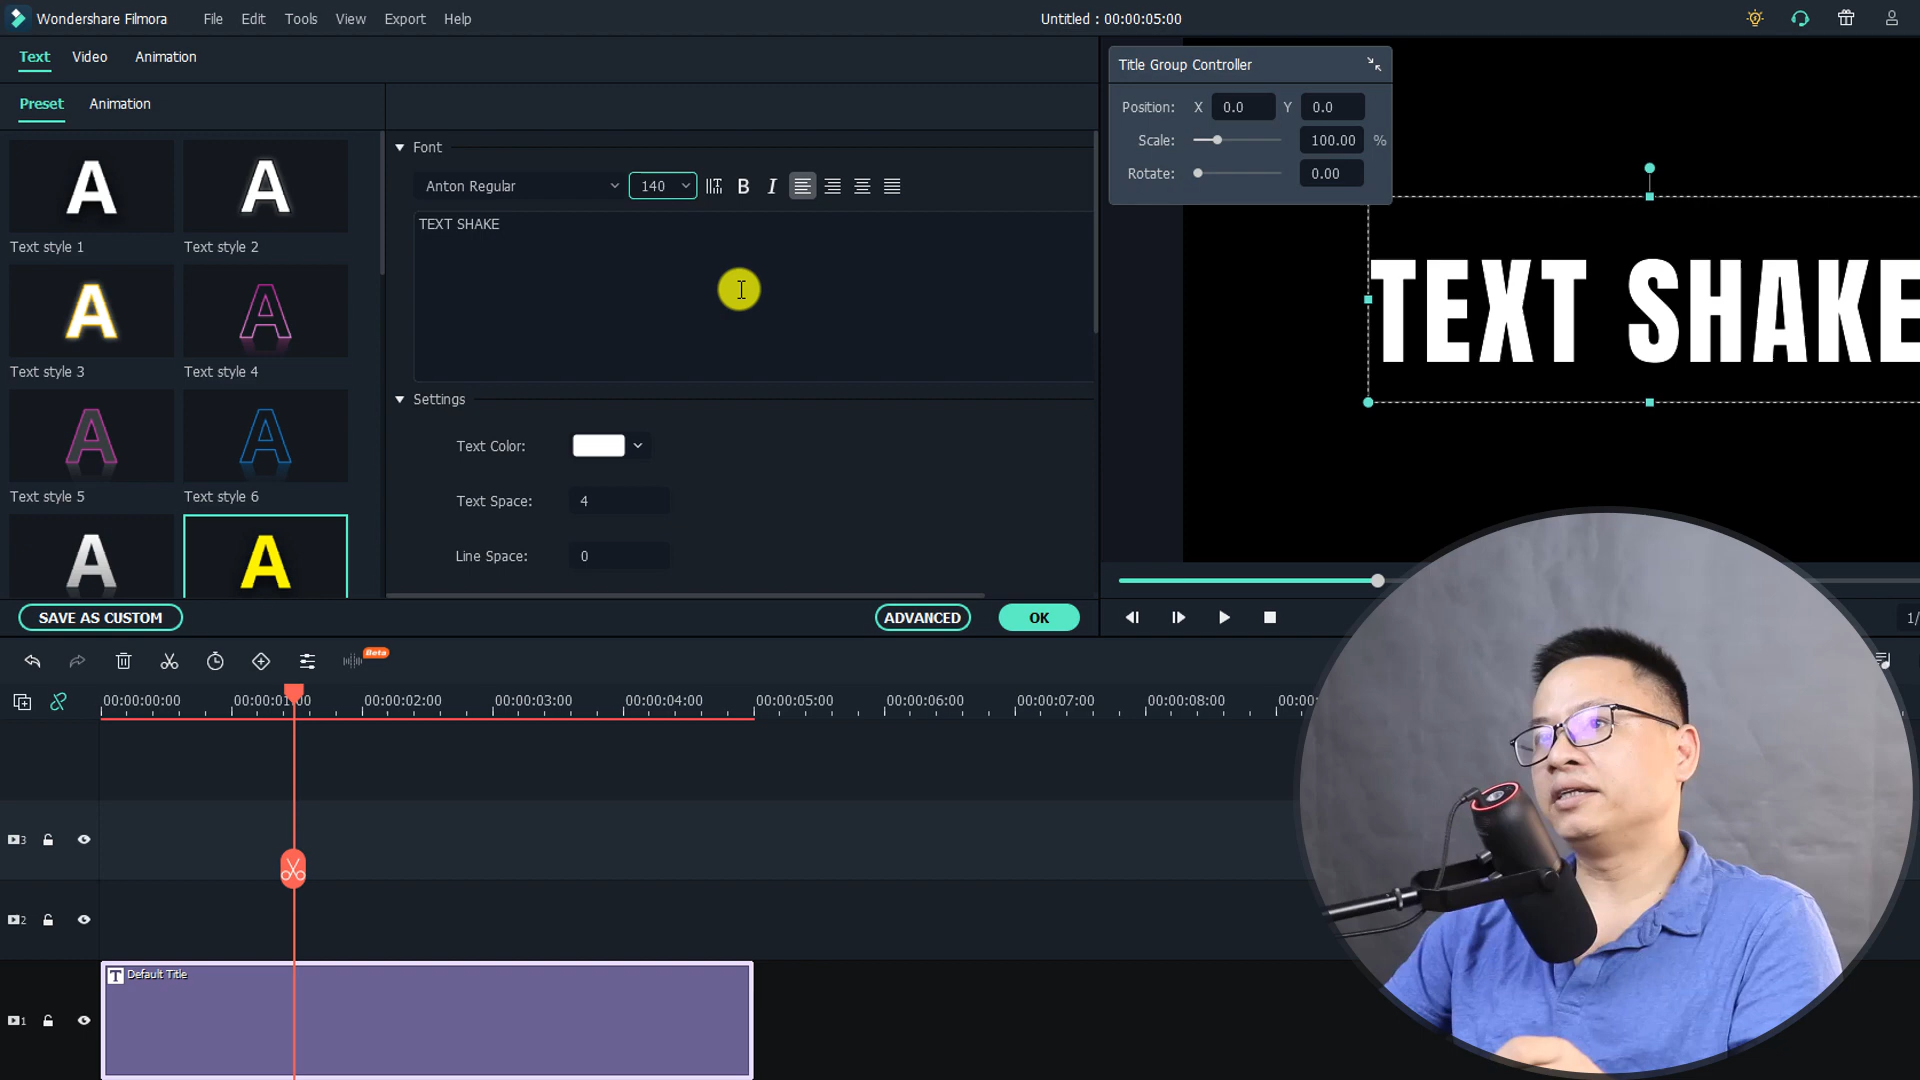 Wondershare Filmora File Edit Tools View Export Help Untitled : 00:00:05:00
Text Video Animation
Preset Animation
A
Text style 1
A
Text style 2
A
Text style 3
A
Text style 4
A
Text style 5
A
Text style 6
A
A
Font
Anton Regular 140 B I
TEXT SHAKE
Settings
Text Color:
Text Space: 4
Line Space: 0
SAVE AS CUSTOM ADVANCED OK
Title Group Controller
Position: X 0.0 Y 0.0
Scale: 100.00 %
Rotate: 0.00
TEXT SHAKE
1/
Beta
00:00:00:00 00:00:02:00 00:00:03:00 00:00:04:00 00:00:05:00 00:00:06:00 00:00:07:00 00:00:08:00
3
2
T Default Title
1